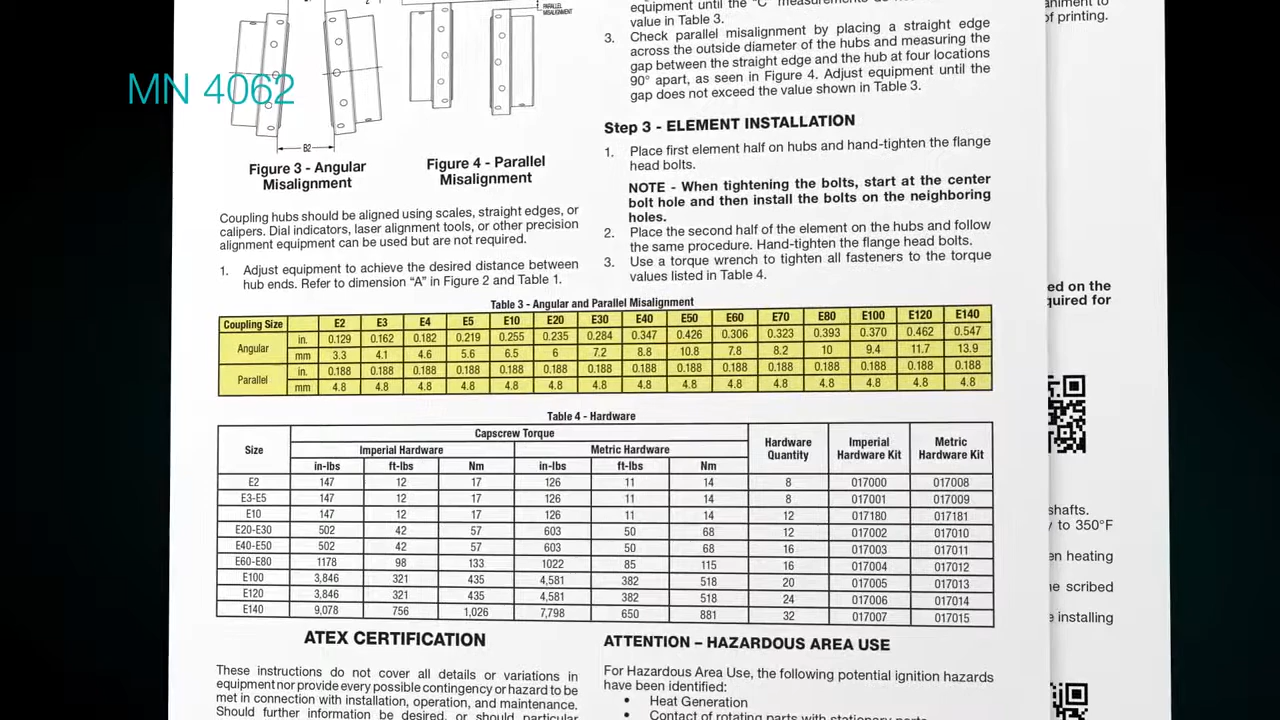 MN 4062
PARALLEL
MISALIGNMENT
B2
Figure 3 - Angular
Misalignment
Figure 4 - Parallel
Misalignment
Coupling hubs should be aligned using scales, straight edges, or
calipers. Dial indicators, laser alignment tools, or other precision
alignment equipment can be used but are not required.
1. Adjust equipment to achieve the desired distance between
hub ends. Refer to dimension “A” in Figure 2 and Table 1.
equipment until the “C”
value in Table 3.
3. Check parallel misalignment by placing a straight edge
across the outside diameter of the hubs and measuring the
gap between the straight edge and the hub at four locations
90° apart, as seen in Figure 4. Adjust equipment until the
gap does not exceed the value shown in Table 3.
Step 3 - ELEMENT INSTALLATION
1. Place first element half on hubs and hand-tighten the flange
head bolts.
NOTE - When tightening the bolts, start at the center
bolt hole and then install the bolts on the neighboring
holes.
2. Place the second half of the element on the hubs and follow
the same procedure. Hand-tighten the flange head bolts.
3. Use a torque wrench to tighten all fasteners to the torque
values listed in Table 4.
Table 3 - Angular and Parallel Misalignment
Coupling Size E2 E3 E4 E5 E10 E20 E30 E40 E50 E60 E70 E80 E100 E120 E140
Angular in. 0.129 0.162 0.182 0.219 0.255 0.235 0.284 0.347 0.426 0.306 0.323 0.393 0.370 0.462 0.547
mm 3.3 4.1 4.6 5.6 6.5 6 7.2 8.8 10.8 7.8 8.2 10 9.4 11.7 13.9
Parallel in. 0.188 0.188 0.188 0.188 0.188 0.188 0.188 0.188 0.188 0.188 0.188 0.188 0.188 0.188 0.188
mm 4.8 4.8 4.8 4.8 4.8 4.8 4.8 4.8 4.8 4.8 4.8 4.8 4.8 4.8 4.8
Table 4 - Hardware
Size Capscrew Torque Hardware Quantity Imperial Hardware Kit Metric Hardware Kit
Imperial Hardware Metric Hardware
in-lbs ft-lbs Nm in-lbs ft-lbs Nm
E2 147 12 17 126 11 14 8 017000 017008
E3-E5 147 12 17 126 11 14 8 017001 017009
E10 147 12 17 126 11 14 12 017180 017181
E20-E30 502 42 57 603 50 68 12 017002 017010
E40-E50 502 42 57 603 50 68 16 017003 017011
E60-E80 1178 98 133 1022 85 115 16 017004 017012
E100 3,846 321 435 4,581 382 518 20 017005 017013
E120 3,846 321 435 4,581 382 518 24 017006 017014
E140 9,078 756 1,026 7,798 650 881 32 017007 017015
ATEX CERTIFICATION
These instructions do not cover all details or variations in
equipment nor provide every possible contingency or hazard to be
met in connection with installation, operation, and maintenance.
Should further information be desired, or should particular
ATTENTION – HAZARDOUS AREA USE
For Hazardous Area Use, the following potential ignition hazards
have been identified:
• Heat Generation
• Contact of rotating parts with stationary parts
of printing.
ed on the
quired for
shafts.
to 350°F
en heating
e scribed
e installing